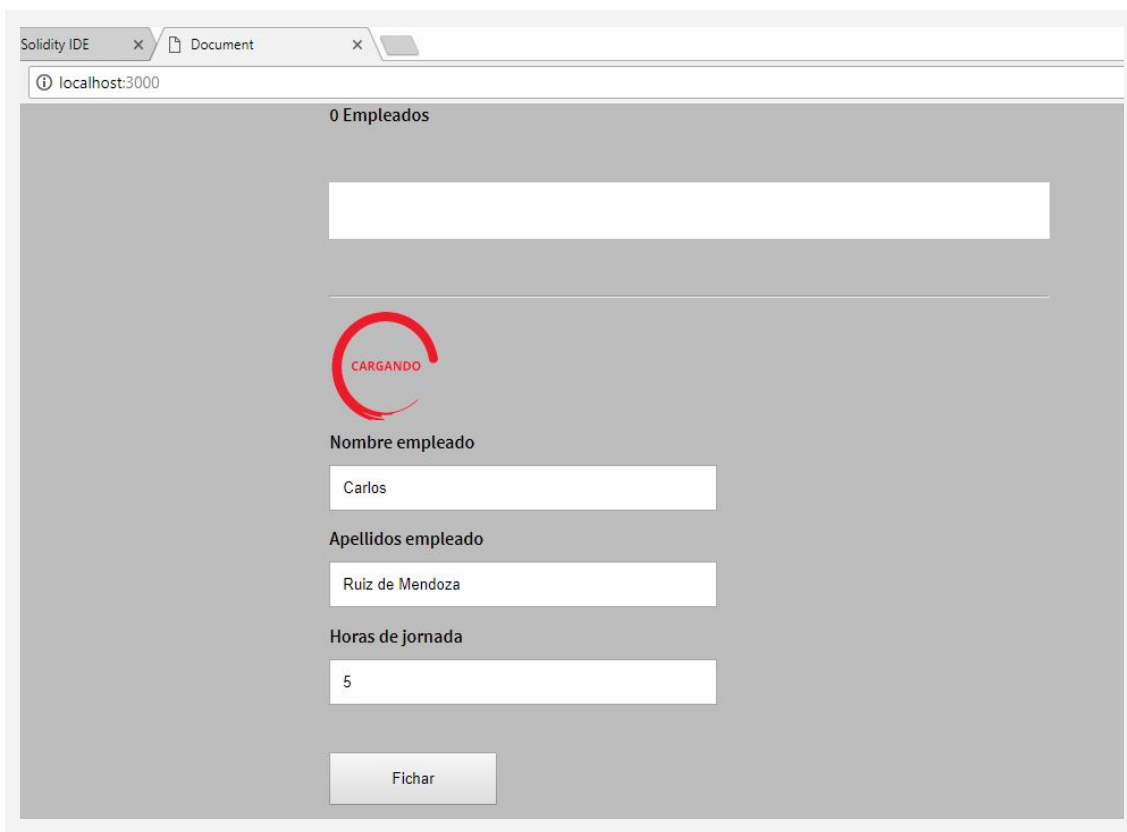 Solidity IDE
Document
localhost:3000
0 Empleados
CARGANDO
Nombre empleado
Carlos
Apellidos empleado
Ruiz de Mendoza
Horas de jornada
5
Fichar